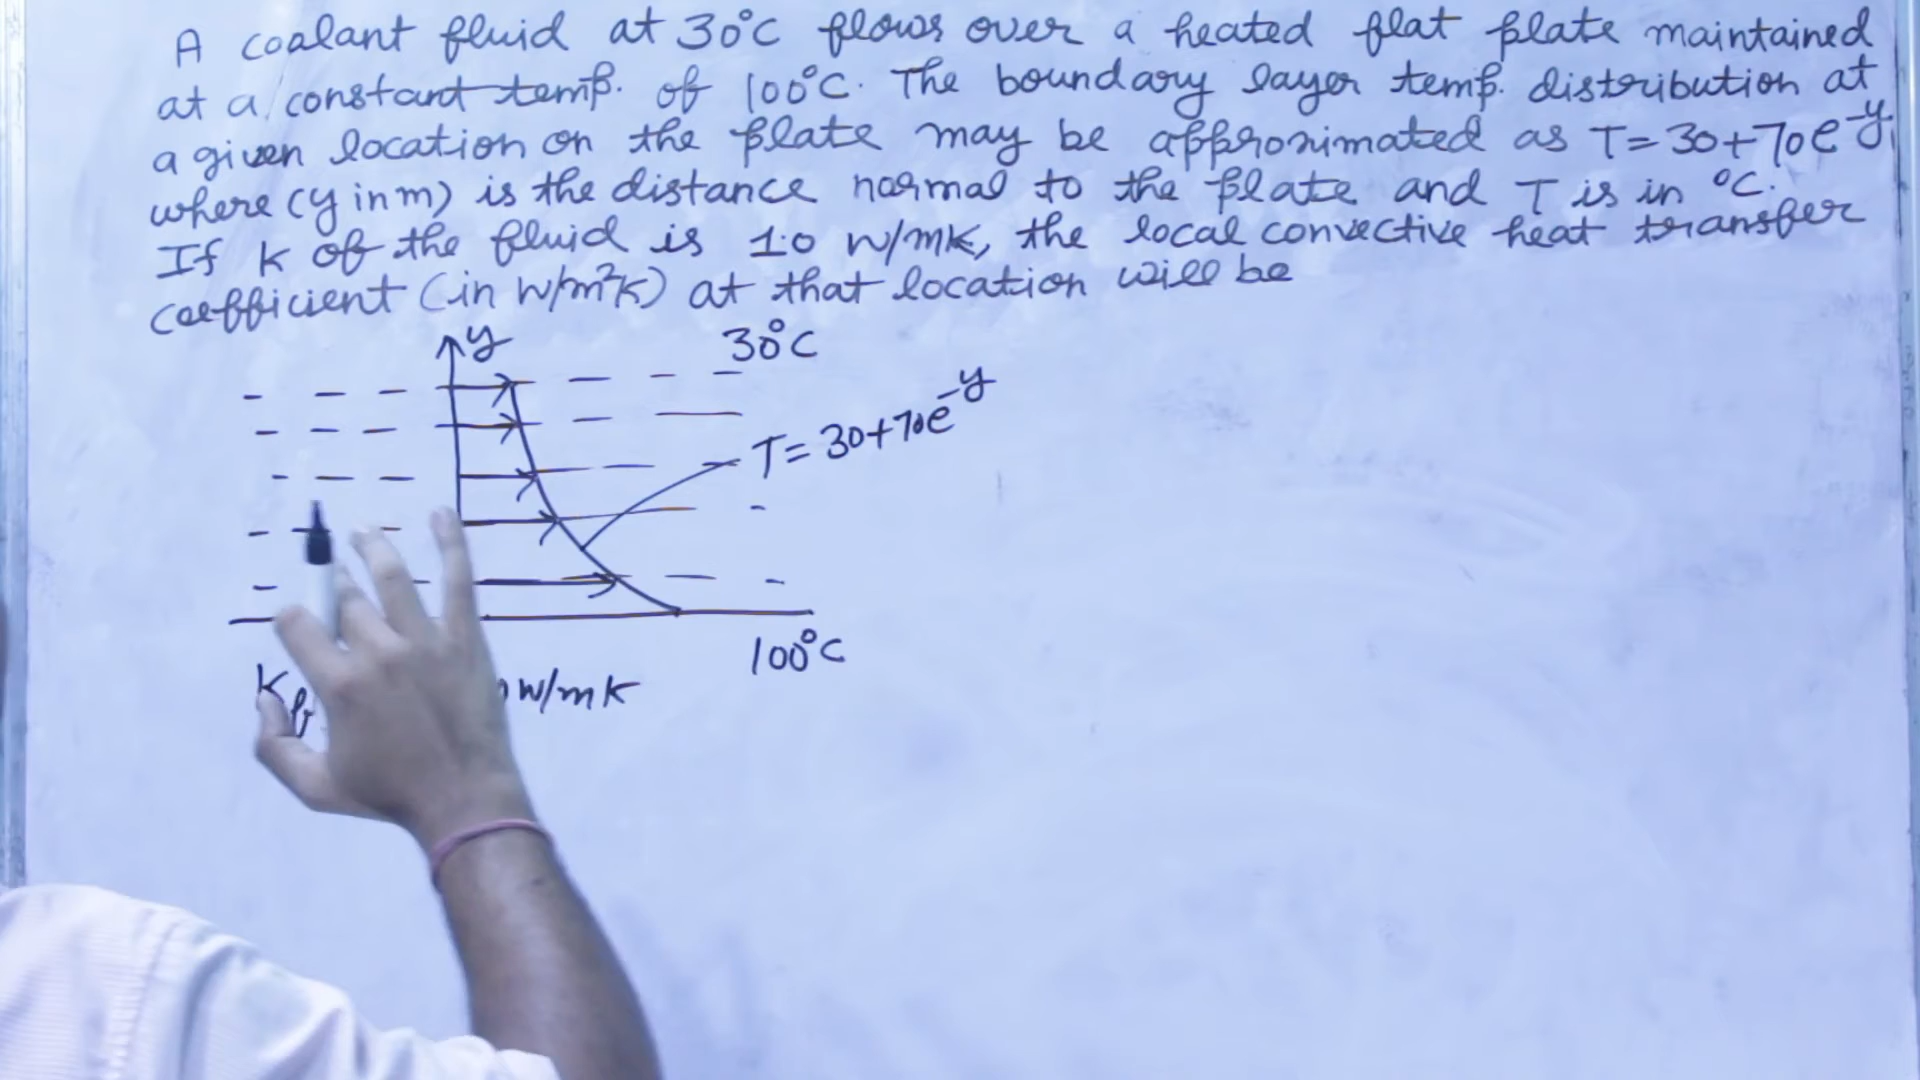 A coalant fluid at 30°C flows over a heated flat plate maintained
at a constant temp. of 100°C. The boundary layer temp. distribution at
a given location on the plate may be approximated as T=30+70e^-y,
where (y in m) is the distance normal to the plate and T is in °C.
If K of the fluid is 1.0 W/mK, the local convective heat transfer
coefficient (in W/m²K) at that location will be
y
30°C
T=30+70e^-y
100°C
Kf
W/mK